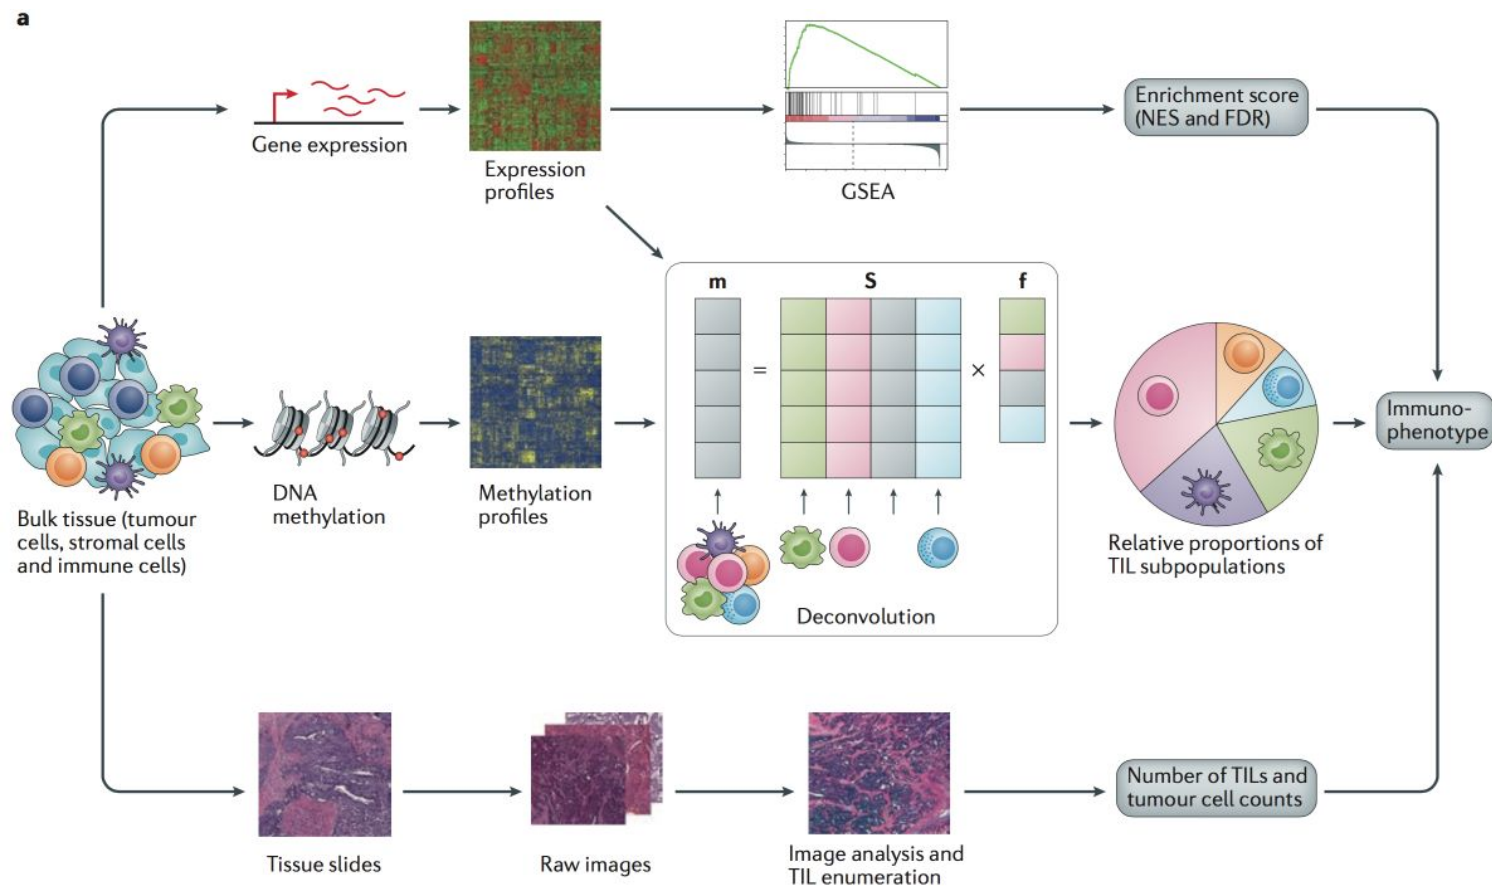 a
Gene expression
Expression
profiles
GSEA
Enrichment score
(NES and FDR)
m
S
f
=
×
Bulk tissue (tumour
cells, stromal cells
and immune cells)
DNA
methylation
Methylation
profiles
Deconvolution
Relative proportions of
TIL subpopulations
Immuno-
phenotype
Tissue slides
Raw images
Image analysis and
TIL enumeration
Number of TILs and
tumour cell counts